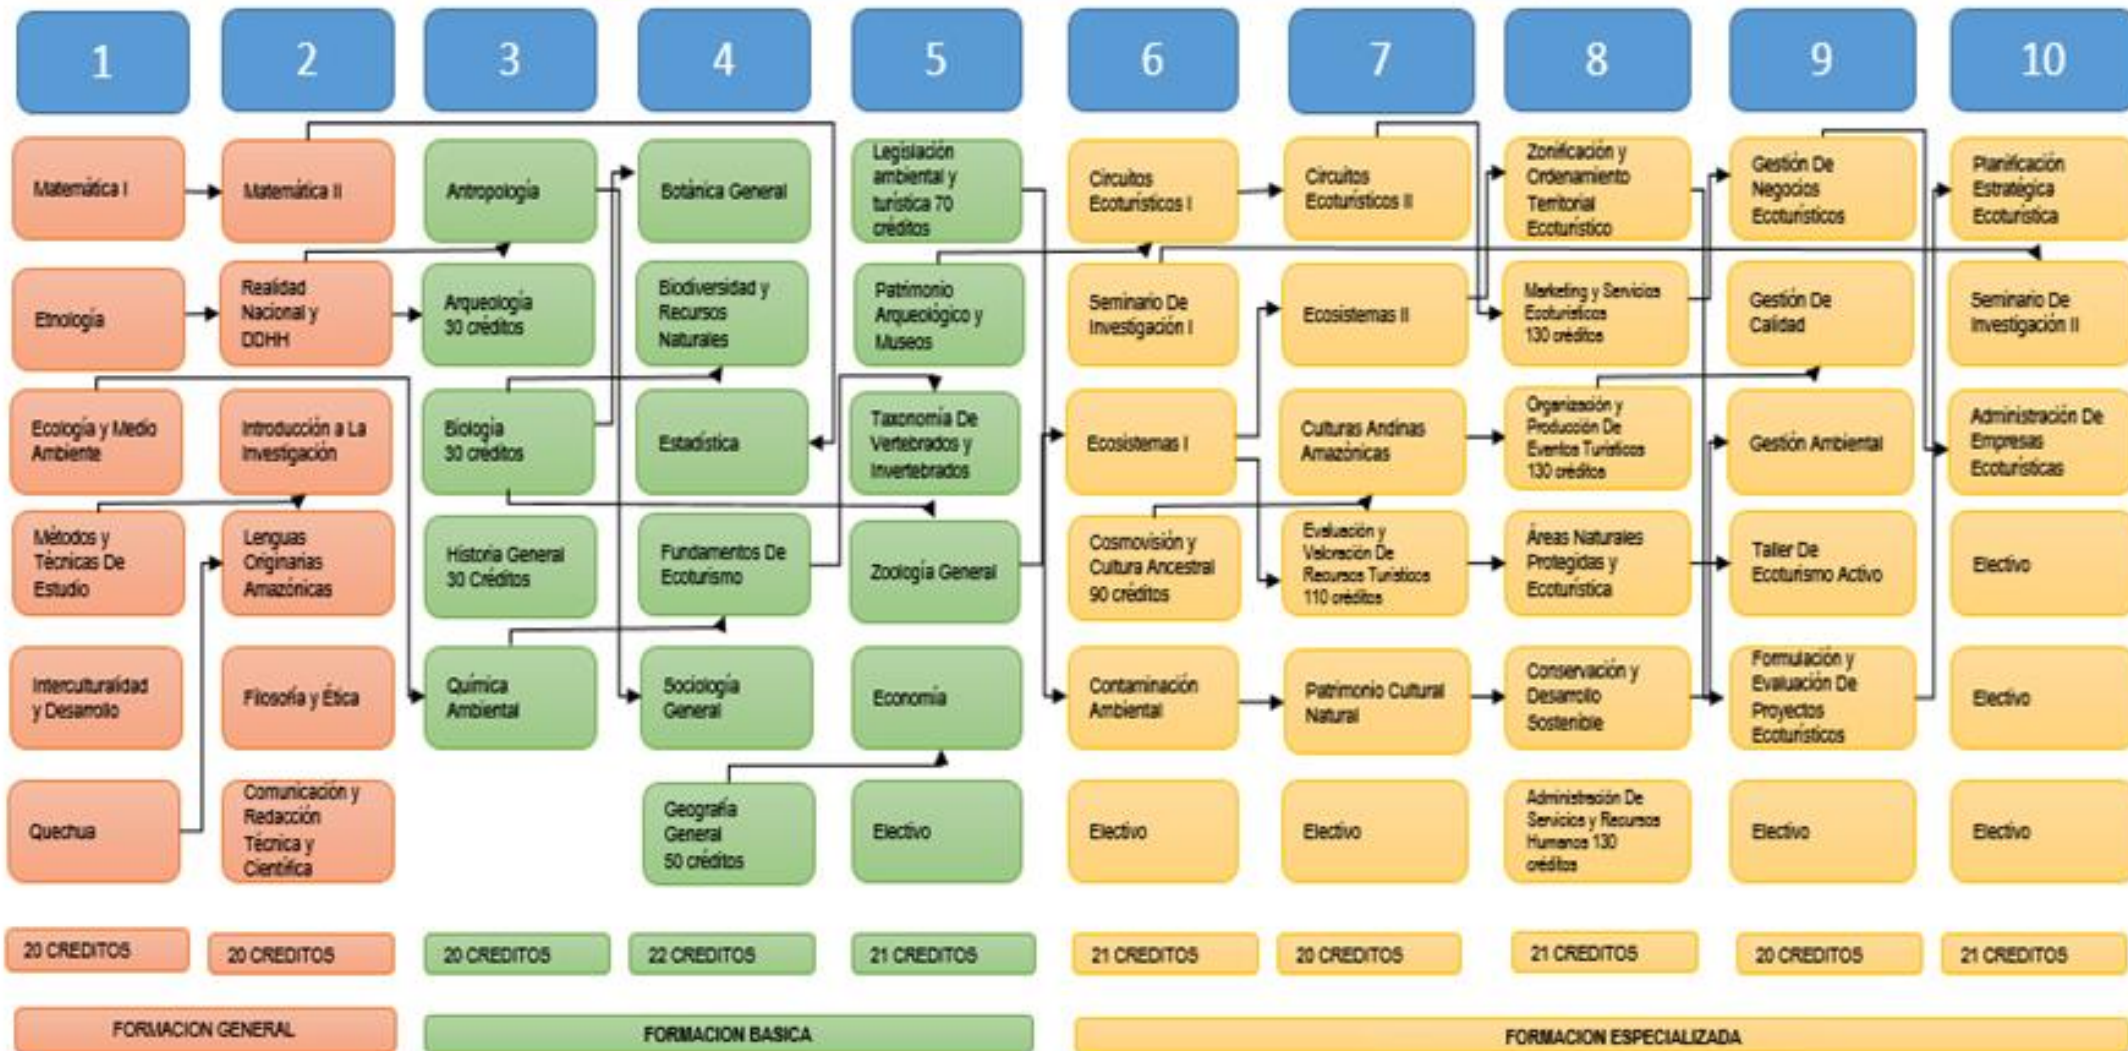 1
2
3
4
5
6
7
8
9
10
Matemática I
Matemática II
Antropología
Botánica General
Legislación
ambiental y
turística 70
créditos
Circuitos
Ecoturísticos I
Circuitos
Ecoturísticos II
Zonificación y
Ordenamiento
Territorial
Ecoturístico
Gestión De
Negocios
Ecoturísticos
Planificación
Estratégica
Ecoturística
Etnología
Realidad
Nacional y
DDHH
Arqueología
30 créditos
Biodiversidad y
Recursos
Naturales
Patrimonio
Arqueológico y
Museos
Seminario De
Investigación I
Ecosistemas II
Marketing y Servicios
Ecoturísticos
130 créditos
Gestión De
Calidad
Seminario De
Investigación II
Ecología y Medio
Ambiente
Introducción a La
Investigación
Biología
30 créditos
Estadística
Taxonomía De
Vertebrados y
Invertebrados
Ecosistemas I
Culturas Andinas
Amazónicas
Organización y
Producción De
Eventos Turísticos
130 créditos
Gestión Ambiental
Administración De
Empresas
Ecoturísticas
Métodos y
Técnicas De
Estudio
Lenguas
Originarias
Amazónicas
Historia General
30 Créditos
Fundamentos De
Ecoturismo
Zoología General
Cosmovisión y
Cultura Ancestral
90 créditos
Evaluación y
Valoración De
Recursos Turísticos
110 créditos
Áreas Naturales
Protegidas y
Ecoturística
Taller De
Ecoturismo Activo
Electivo
Interculturalidad
y Desarrollo
Filosofía y Ética
Química
Ambiental
Sociología
General
Economía
Contaminación
Ambiental
Patrimonio Cultural
Natural
Conservación y
Desarrollo
Sostenible
Formulación y
Evaluación De
Proyectos
Ecoturísticos
Electivo
Quechua
Comunicación y
Redacción
Técnica y
Científica
Geografía
General
50 créditos
Electivo
Electivo
Electivo
Administración De
Servicios y Recursos
Humanos 130
créditos
Electivo
Electivo
20 CREDITOS
20 CREDITOS
20 CREDITOS
22 CREDITOS
21 CREDITOS
21 CREDITOS
20 CREDITOS
21 CREDITOS
20 CREDITOS
21 CREDITOS
FORMACION GENERAL
FORMACION BASICA
FORMACION ESPECIALIZADA